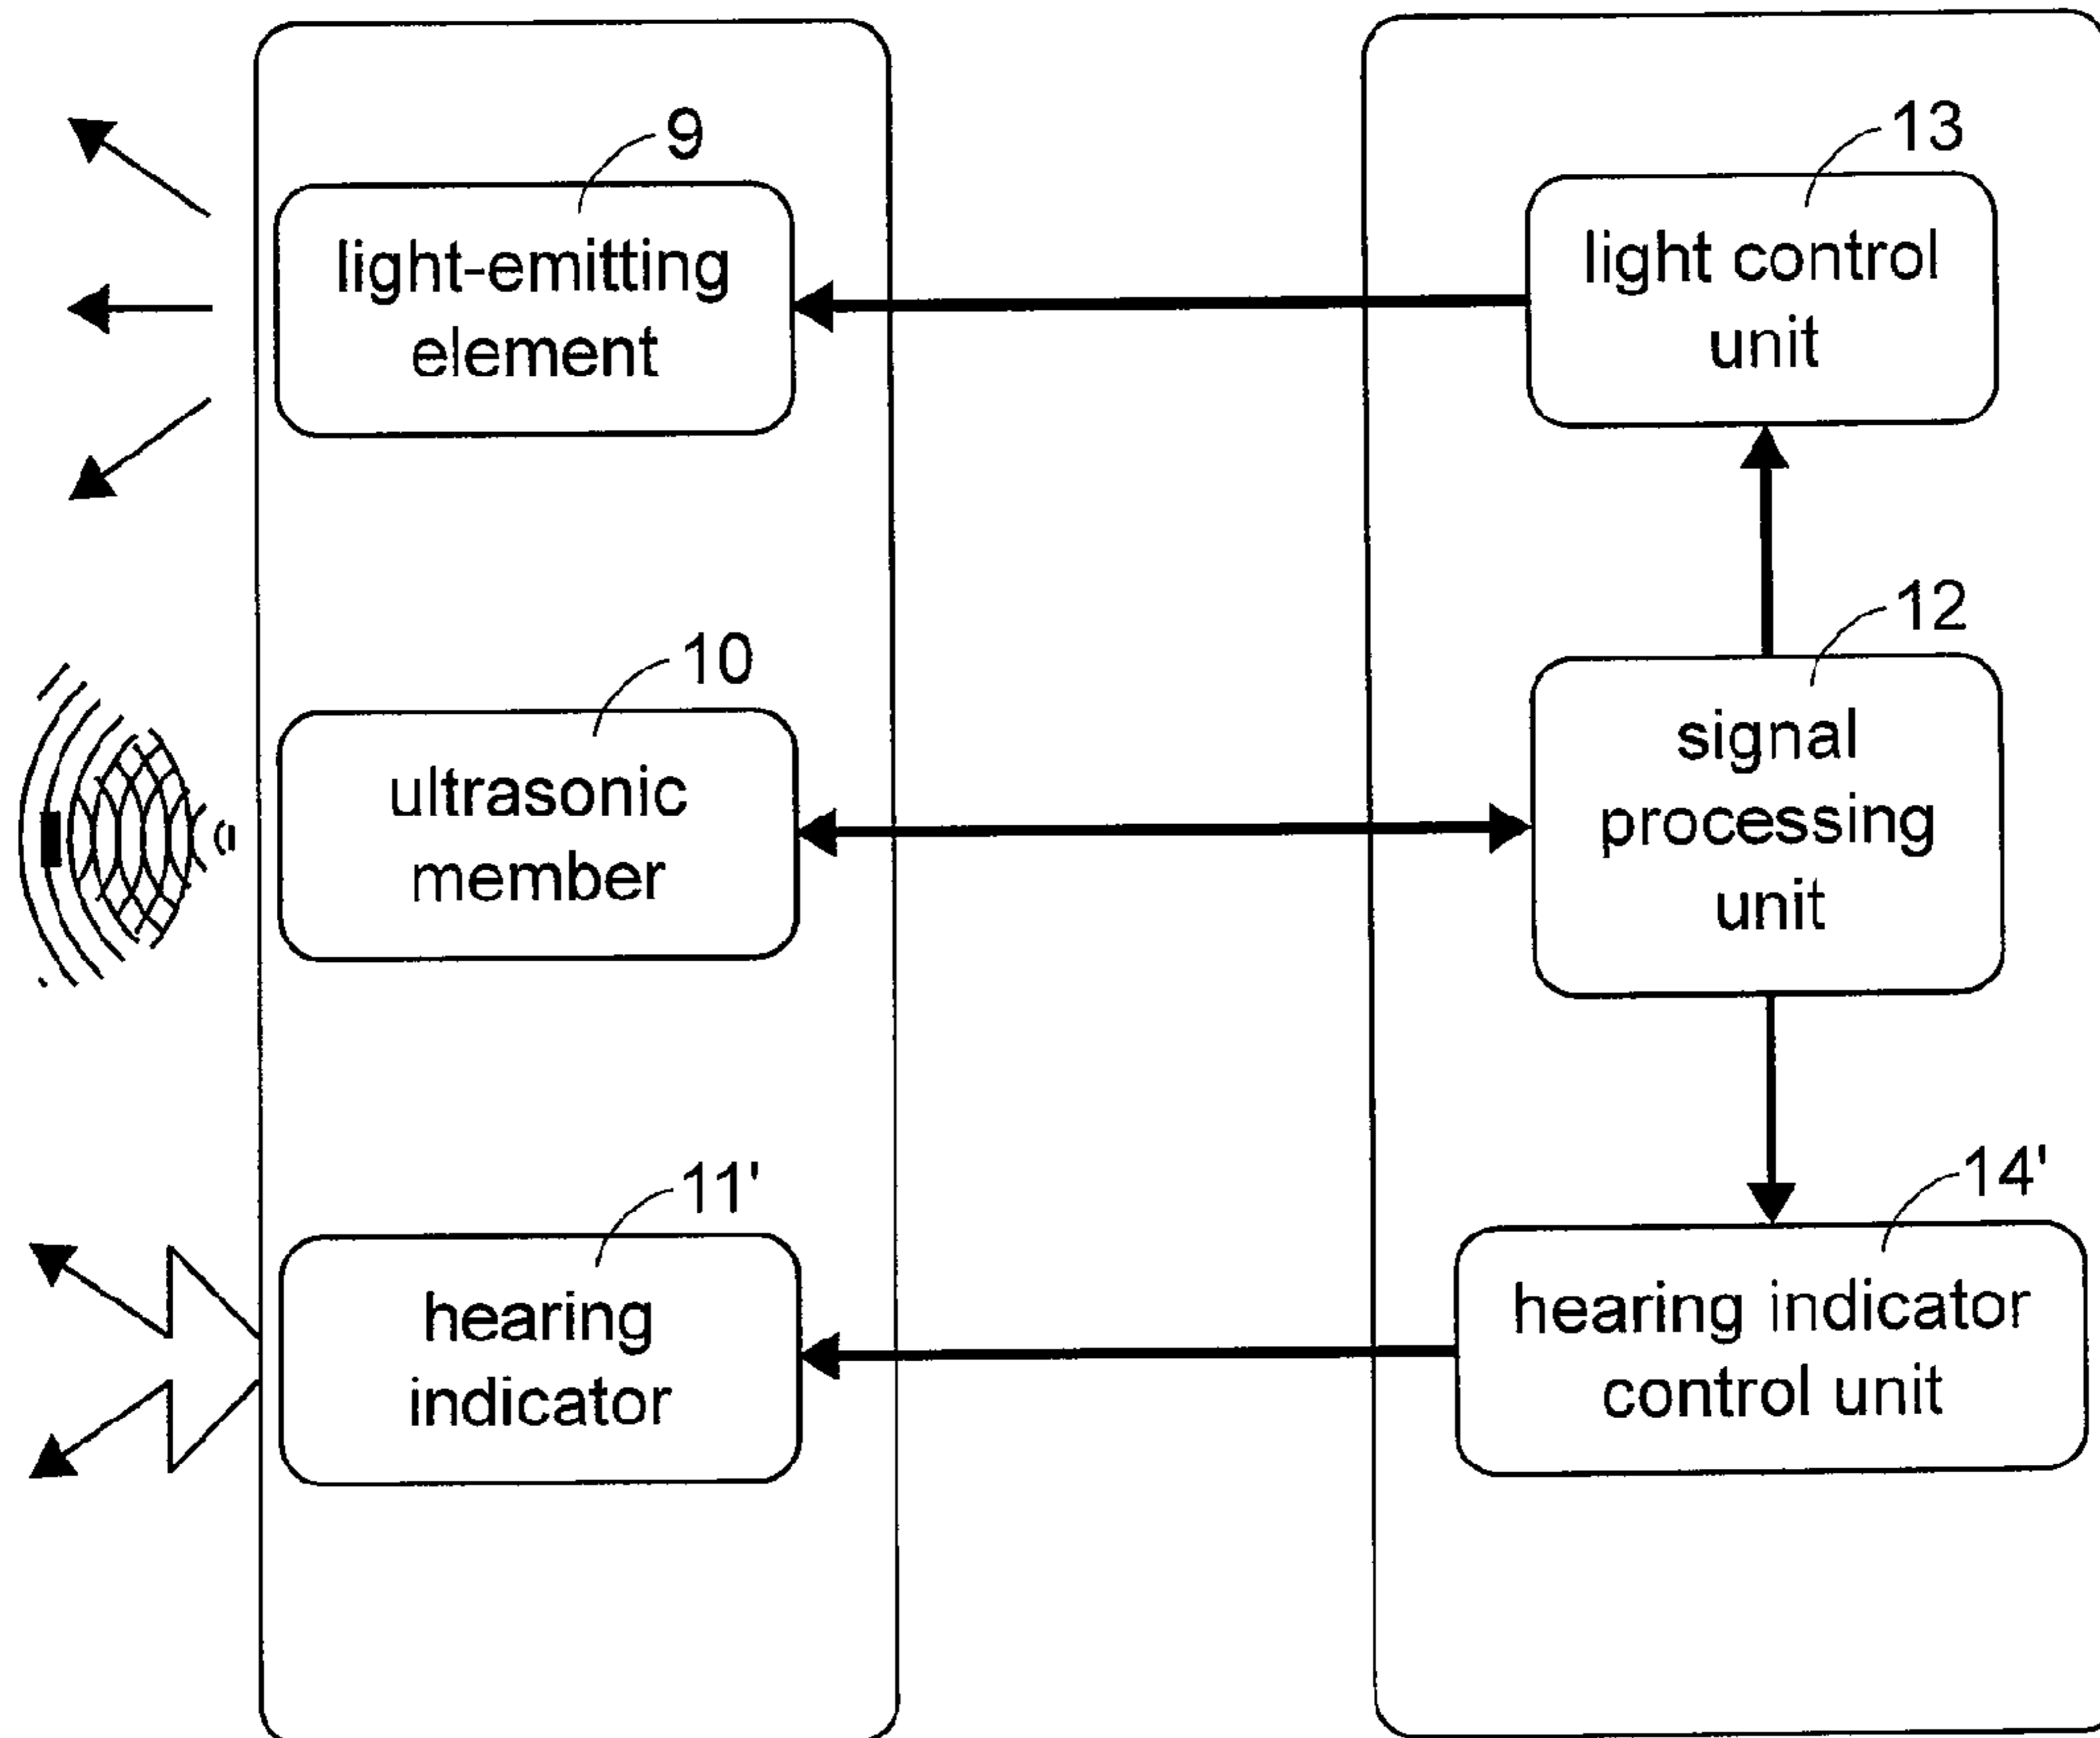 9
light-emitting
element
13
light control
unit
10
ultrasonic
member
12
signal
processing
unit
11'
hearing
indicator
14'
hearing indicator
control unit